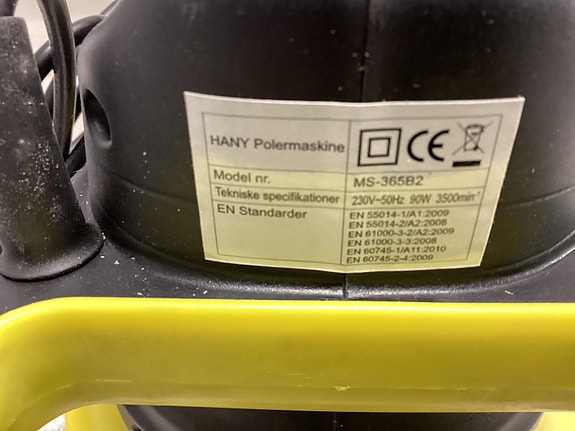 HANY Polermaskine
CE
Model nr. MS-365B2
Tekniske specifikationer 230V~50Hz 90W 3500min⁻¹
EN Standarder
EN 55014-1/A1:2009
EN 55014-2/A2:2008
EN 61000-3-2/A2:2009
EN 61000-3-3:2008
EN 60745-1/A11:2010
EN 60745-2-4:2009